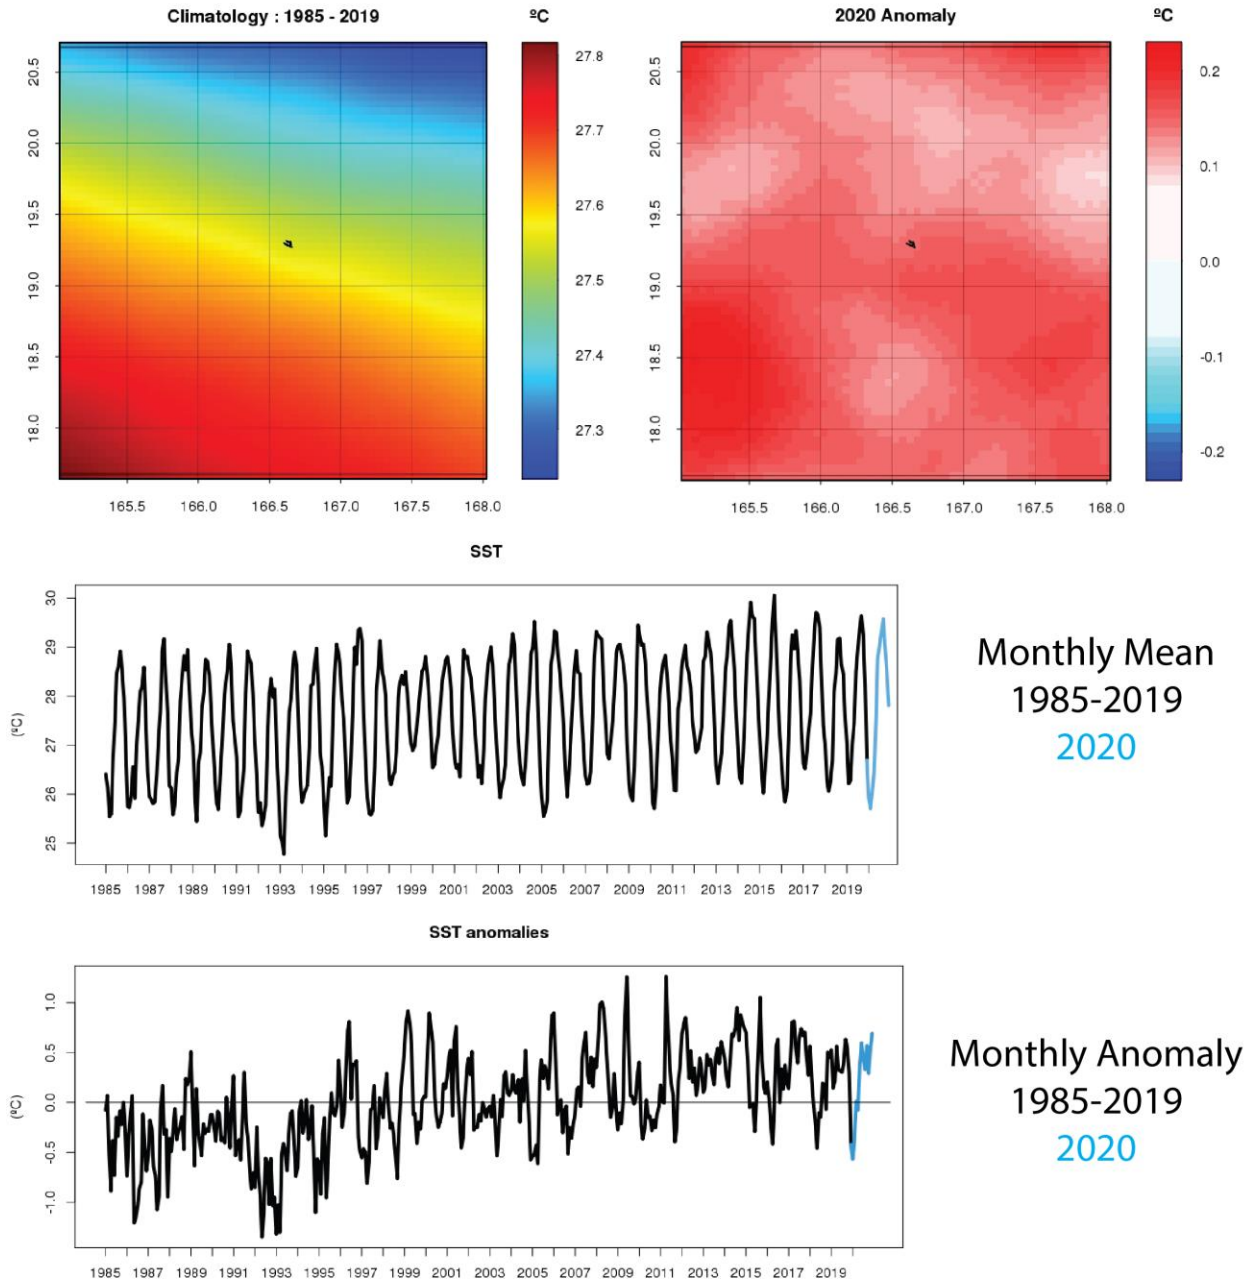 Climatology : 1985 - 2019
ºC
2020 Anomaly
ºC
20.5
20.0
19.5
19.0
18.5
18.0
165.5 166.0 166.5 167.0 167.5 168.0
27.8
27.7
27.6
27.5
27.4
27.3
20.5
20.0
19.5
19.0
18.5
18.0
165.5 166.0 166.5 167.0 167.5 168.0
0.2
0.1
0.0
-0.1
-0.2
SST
(ºC)
30
29
28
27
26
25
1985 1987 1989 1991 1993 1995 1997 1999 2001 2003 2005 2007 2009 2011 2013 2015 2017 2019
Monthly Mean
1985-2019
2020
SST anomalies
(ºC)
1.0
0.5
0.0
-0.5
-1.0
1985 1987 1989 1991 1993 1995 1997 1999 2001 2003 2005 2007 2009 2011 2013 2015 2017 2019
Monthly Anomaly
1985-2019
2020